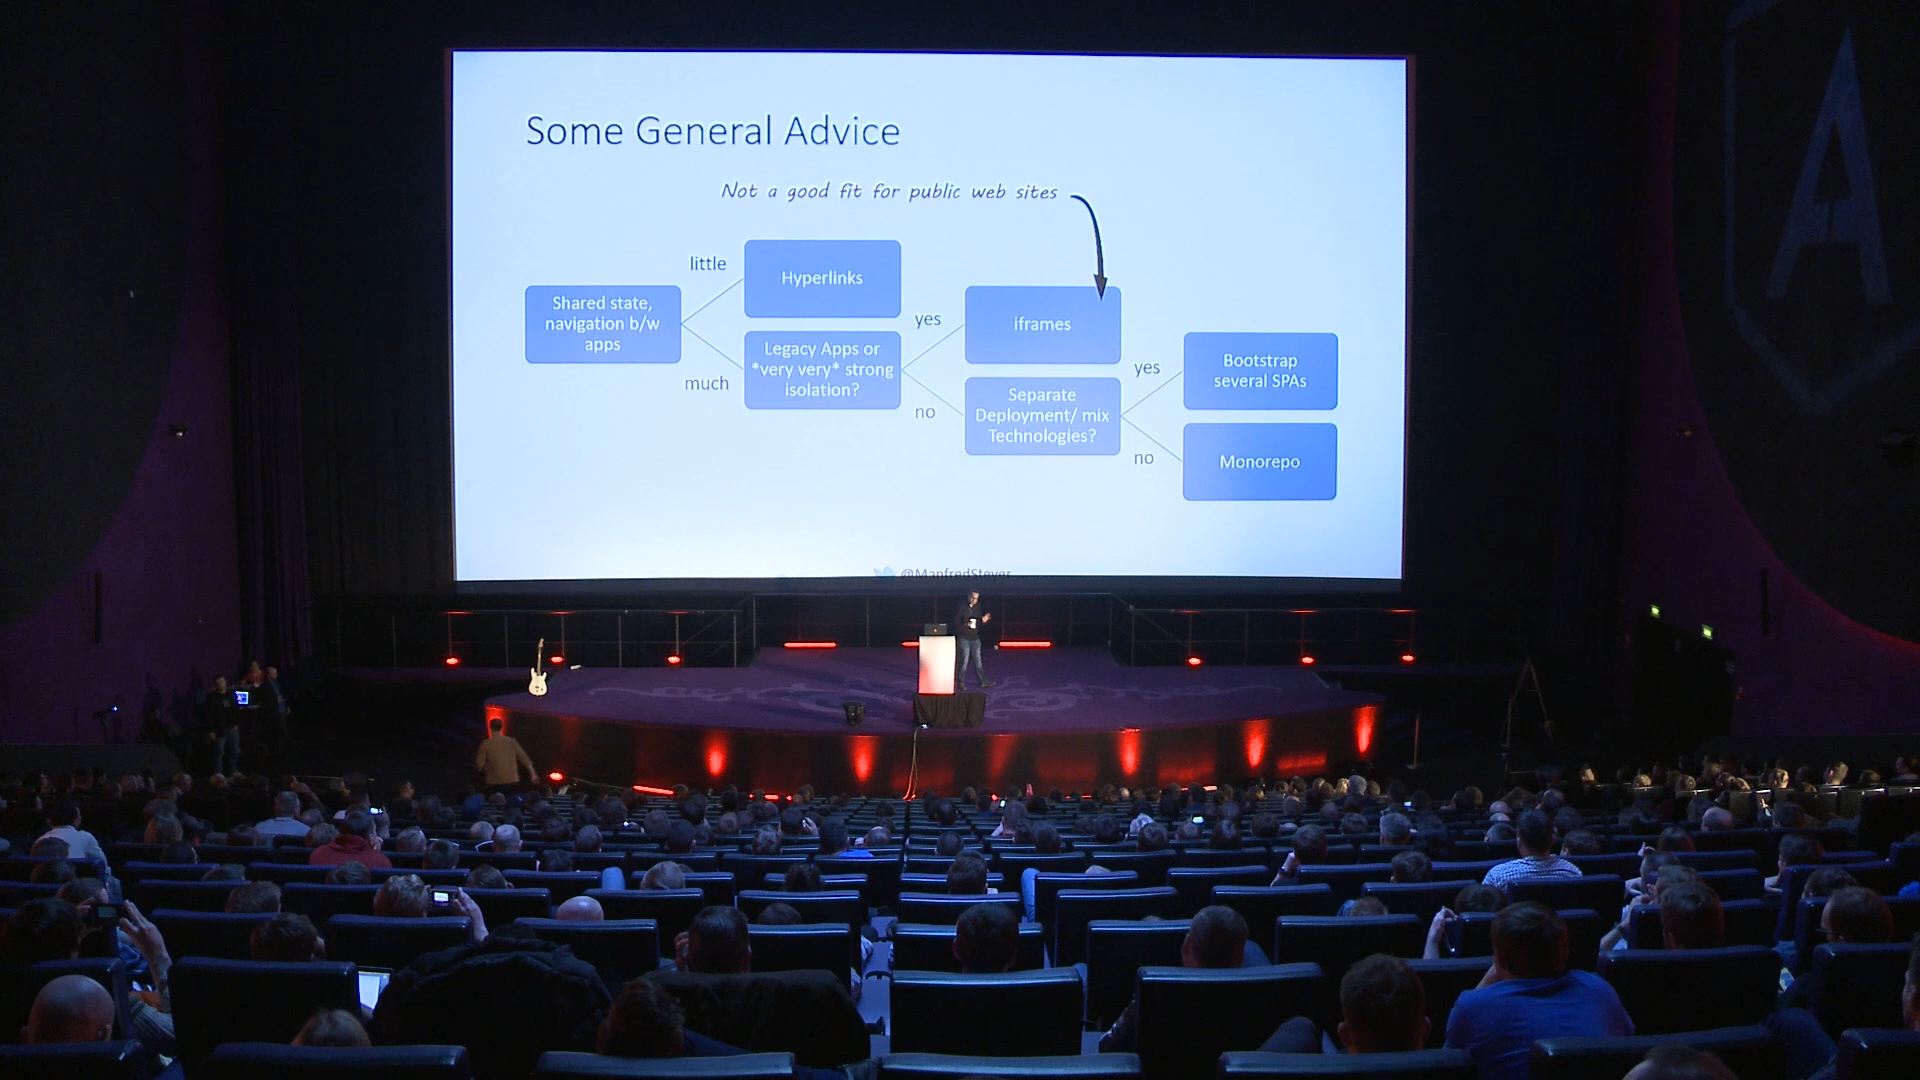 Some General Advice
Not a good fit for public web sites
little
Hyperlinks
Shared state,
navigation b/w
apps
much
Legacy Apps or
*very very* strong
isolation?
yes
iframes
no
Separate
Deployment/ mix
Technologies?
yes
Bootstrap
several SPAs
no
Monorepo
@ManfredSteyer
A